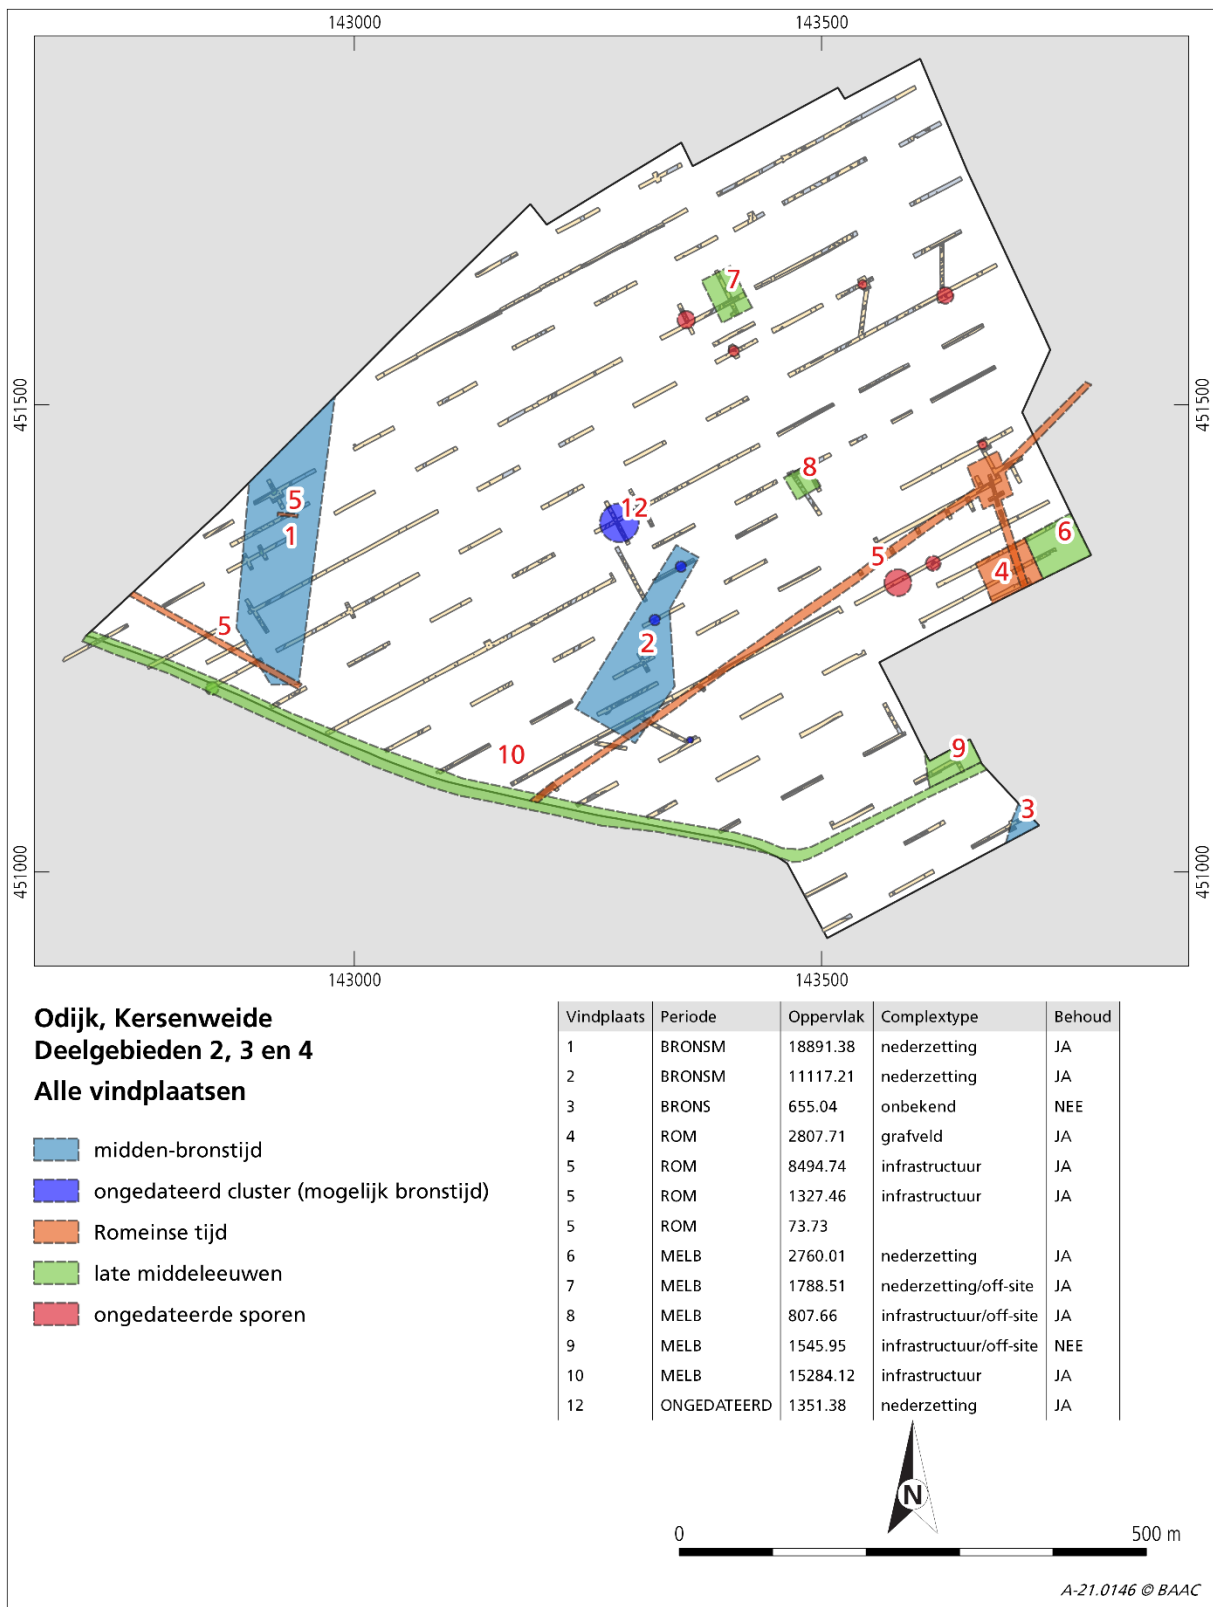 143000 143500
451500 451500
7
8
12
5
1
6
5
4
5
2
10
9
3
451000 451000
143000 143500
Odijk, Kersenweide
Deelgebieden 2, 3 en 4
Alle vindplaatsen
midden-bronstijd
ongedateerd cluster (mogelijk bronstijd)
Romeinse tijd
late middeleeuwen
ongedateerde sporen
Vindplaats Periode Oppervlak Complextype Behoud
1 BRONSM 18891.38 nederzetting JA
2 BRONSM 11117.21 nederzetting JA
3 BRONS 655.04 onbekend NEE
4 ROM 2807.71 grafveld JA
5 ROM 8494.74 infrastructuur JA
5 ROM 1327.46 infrastructuur JA
5 ROM 73.73
6 MELB 2760.01 nederzetting JA
7 MELB 1788.51 nederzetting/off-site JA
8 MELB 807.66 infrastructuur/off-site JA
9 MELB 1545.95 infrastructuur/off-site NEE
10 MELB 15284.12 infrastructuur JA
12 ONGEDATEERD 1351.38 nederzetting JA
N
0 500 m
A-21.0146 © BAAC